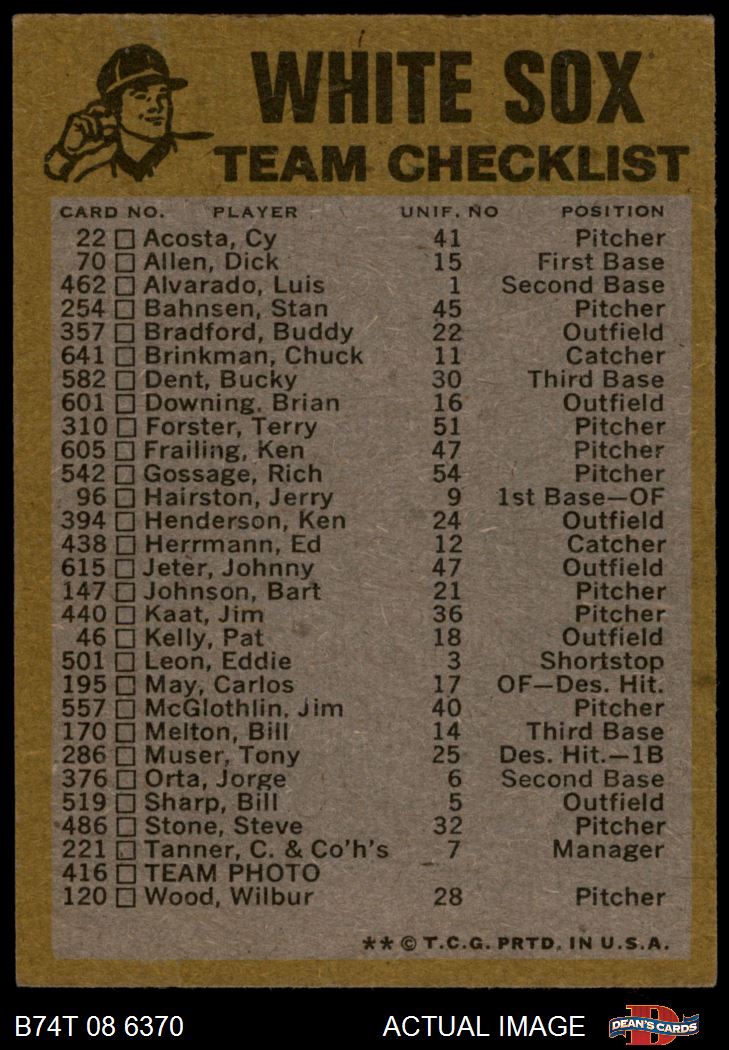 WHITE SOX
TEAM CHECKLIST
CARD NO. PLAYER UNIF. NO POSITION
22 □ Acosta, Cy 41 Pitcher
70 □ Allen, Dick 15 First Base
462 □ Alvarado, Luis 1 Second Base
254 □ Bahnsen, Stan 45 Pitcher
357 □ Bradford, Buddy 22 Outfield
641 □ Brinkman, Chuck 11 Catcher
582 □ Dent, Bucky 30 Third Base
601 □ Downing, Brian 16 Outfield
310 □ Forster, Terry 51 Pitcher
605 □ Frailing, Ken 47 Pitcher
542 □ Gossage, Rich 54 Pitcher
96 □ Hairston, Jerry 9 1st Base—OF
394 □ Henderson, Ken 24 Outfield
438 □ Herrmann, Ed 12 Catcher
615 □ Jeter, Johnny 47 Outfield
147 □ Johnson, Bart 21 Pitcher
440 □ Kaat, Jim 36 Pitcher
46 □ Kelly, Pat 18 Outfield
501 □ Leon, Eddie 3 Shortstop
195 □ May, Carlos 17 OF—Des. Hit.
557 □ McGlothlin, Jim 40 Pitcher
170 □ Melton, Bill 14 Third Base
286 □ Muser, Tony 25 Des. Hit.—1B
376 □ Orta, Jorge 6 Second Base
519 □ Sharp, Bill 5 Outfield
486 □ Stone, Steve 32 Pitcher
221 □ Tanner, C. & Co'h's 7 Manager
416 □ TEAM PHOTO
120 □ Wood, Wilbur 28 Pitcher
** © T.C.G. PRTD. IN U.S.A.
B74T 08 6370 ACTUAL IMAGE D DEAN'S CARDS